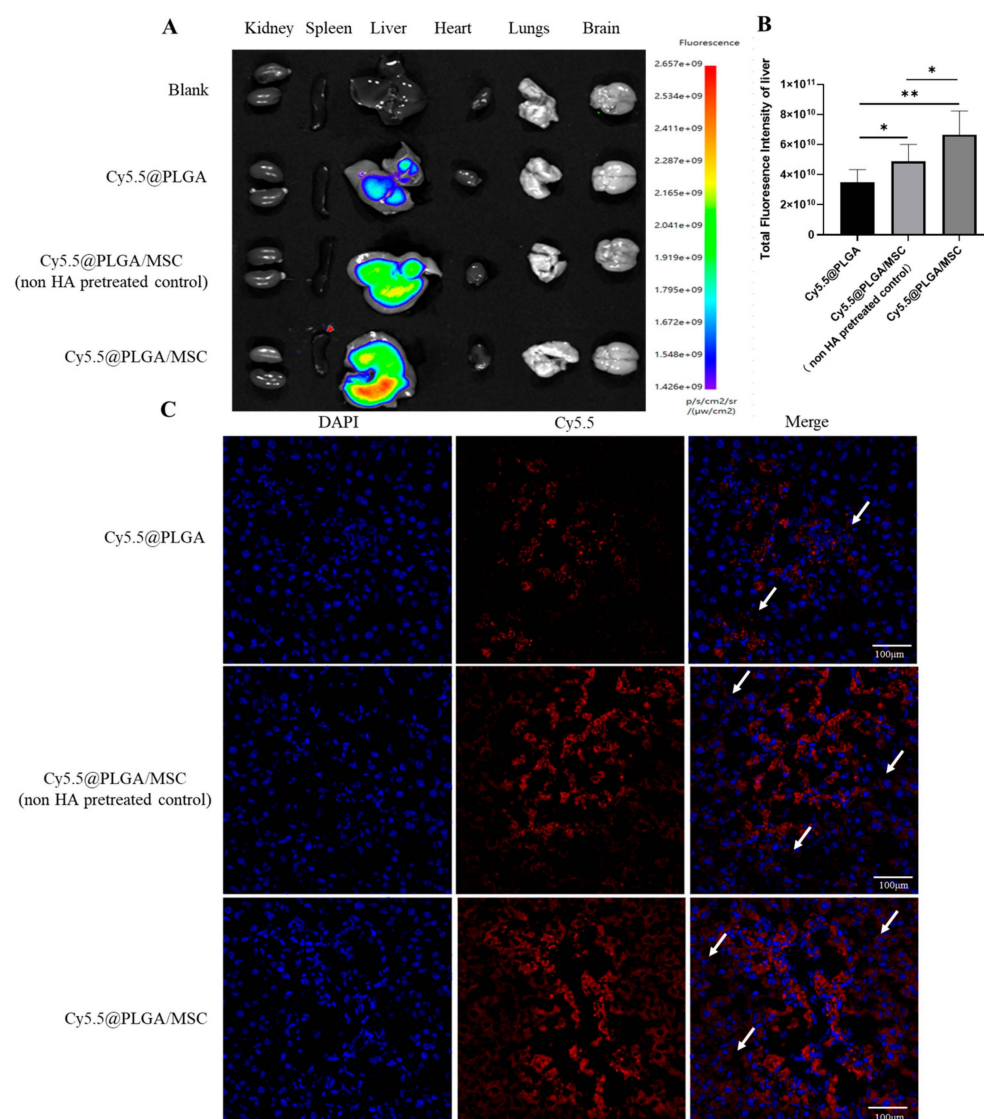 A
Kidney Spleen Liver Heart Lungs Brain
Blank
Cy5.5@PLGA
Cy5.5@PLGA/MSC
(non HA pretreated control)
Cy5.5@PLGA/MSC
Fluorescence
2.657e+09
2.534e+09
2.411e+09
2.287e+09
2.165e+09
2.041e+09
1.919e+09
1.795e+09
1.672e+09
1.548e+09
1.426e+09
p/s/cm2/sr
/(μw/cm2)
B
Total Fluoresence Intensity of liver
1×10¹¹
8×10¹⁰
6×10¹⁰
4×10¹⁰
2×10¹⁰
*
**
*
Cy5.5@PLGA
Cy5.5@PLGA/MSC
(non HA pretreated control)
Cy5.5@PLGA/MSC
C
DAPI Cy5.5 Merge
Cy5.5@PLGA
100μm
Cy5.5@PLGA/MSC
(non HA pretreated control)
100μm
Cy5.5@PLGA/MSC
100μm